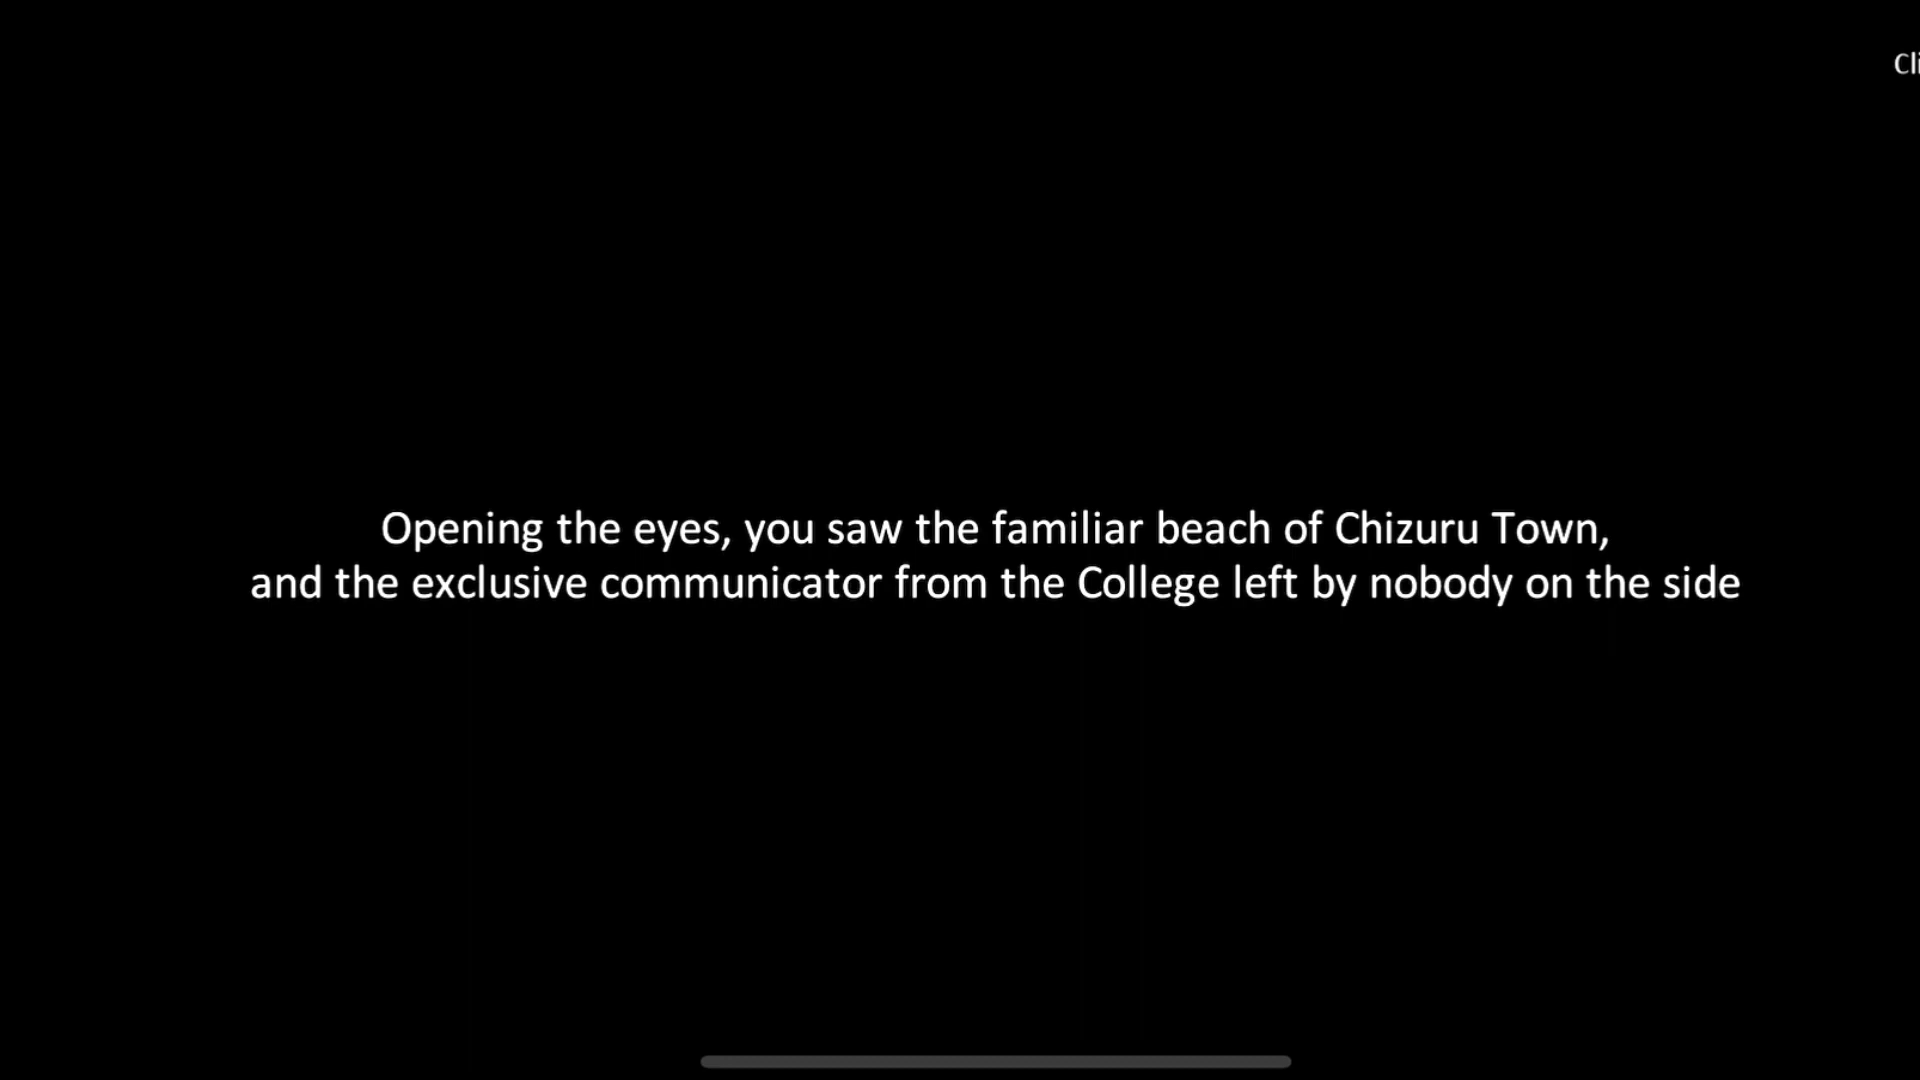 Cli
Opening the eyes, you saw the familiar beach of Chizuru Town,
and the exclusive communicator from the College left by nobody on the side